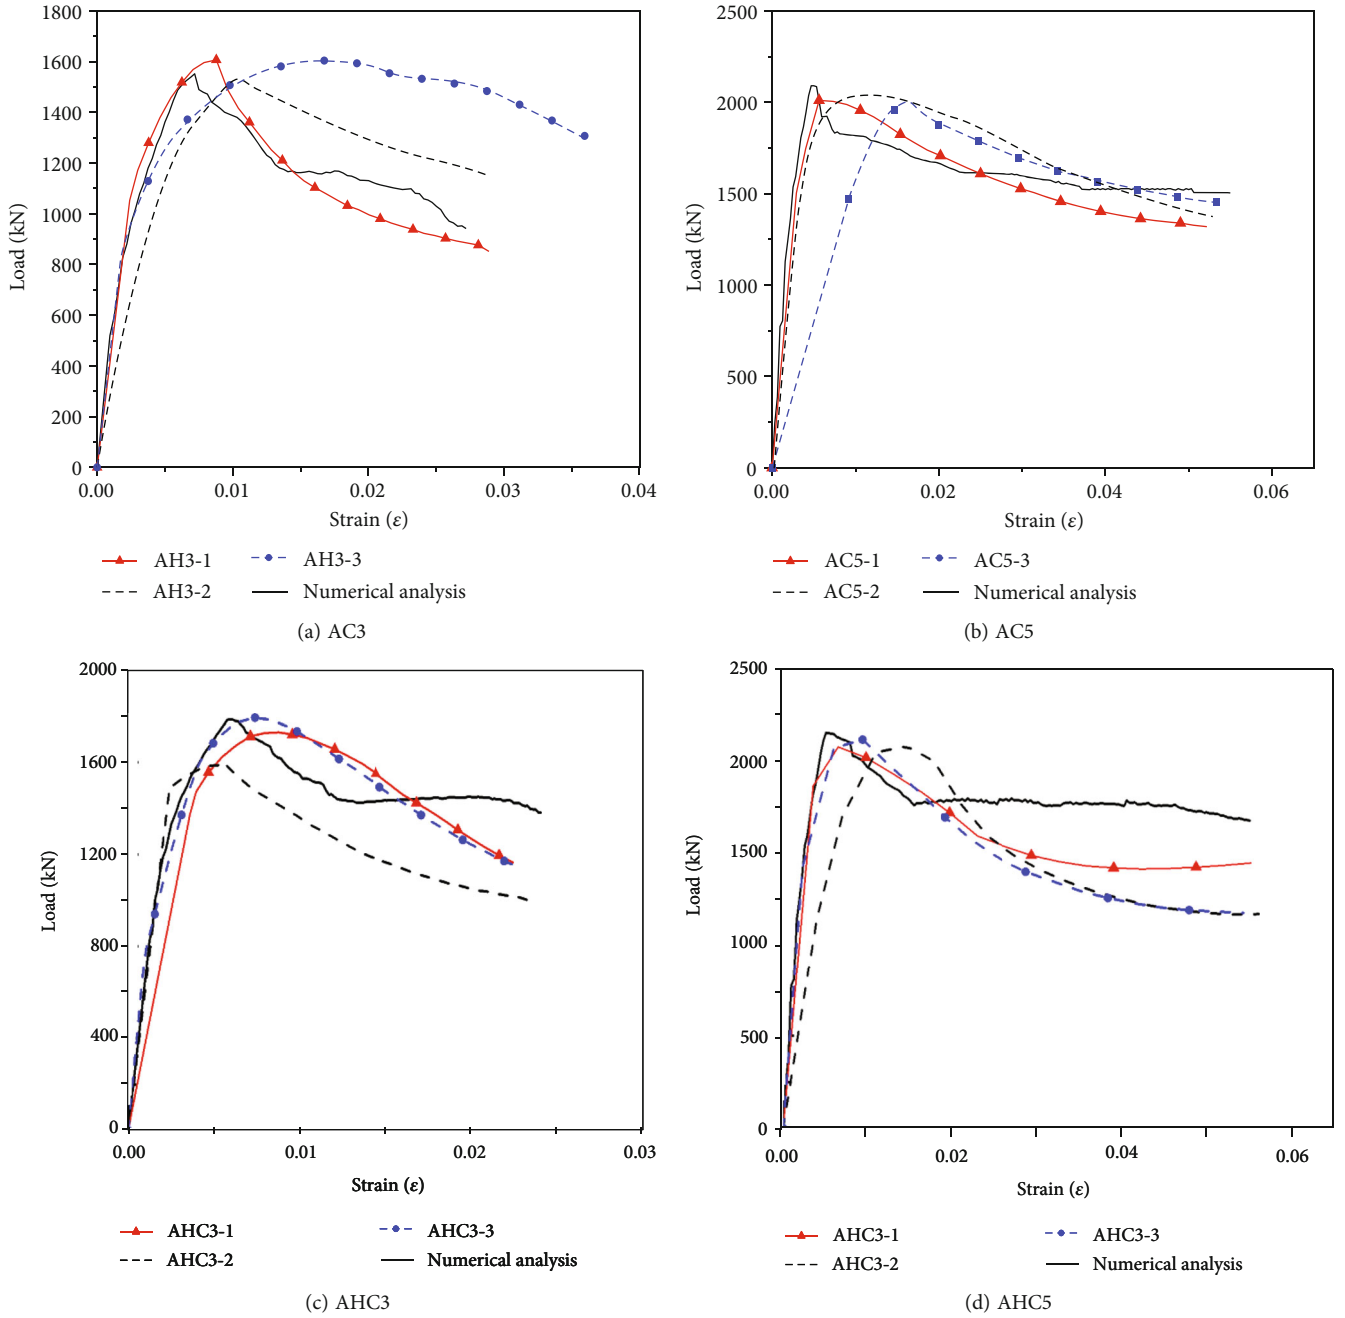 1800
1600
1400
1200
1000
800
600
400
200
0
0.00 0.01 0.02 0.03 0.04
Load (kN)
Strain (ε)
AH3-1 AH3-3
AH3-2 Numerical analysis
(a) AC3
2500
2000
1500
1000
500
0
0.00 0.02 0.04 0.06
Load (kN)
Strain (ε)
AC5-1 AC5-3
AC5-2 Numerical analysis
(b) AC5
2000
1600
1200
800
400
0
0.00 0.01 0.02 0.03
Load (kN)
Strain (ε)
AHC3-1 AHC3-3
AHC3-2 Numerical analysis
(c) AHC3
2500
2000
1500
1000
500
0
0.00 0.02 0.04 0.06
Load (kN)
Strain (ε)
AHC3-1 AHC3-3
AHC3-2 Numerical analysis
(d) AHC5